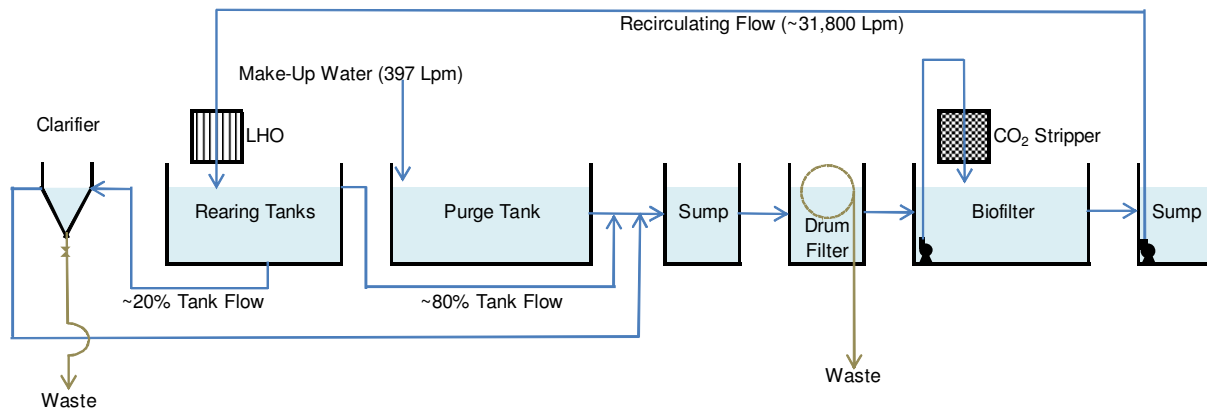 Recirculating Flow (~31,800 Lpm)
Make-Up Water (397 Lpm)
Clarifier
LHO
CO₂ Stripper
Rearing Tanks
Purge Tank
Sump
Drum
Filter
Biofilter
Sump
~20% Tank Flow
~80% Tank Flow
Waste
Waste